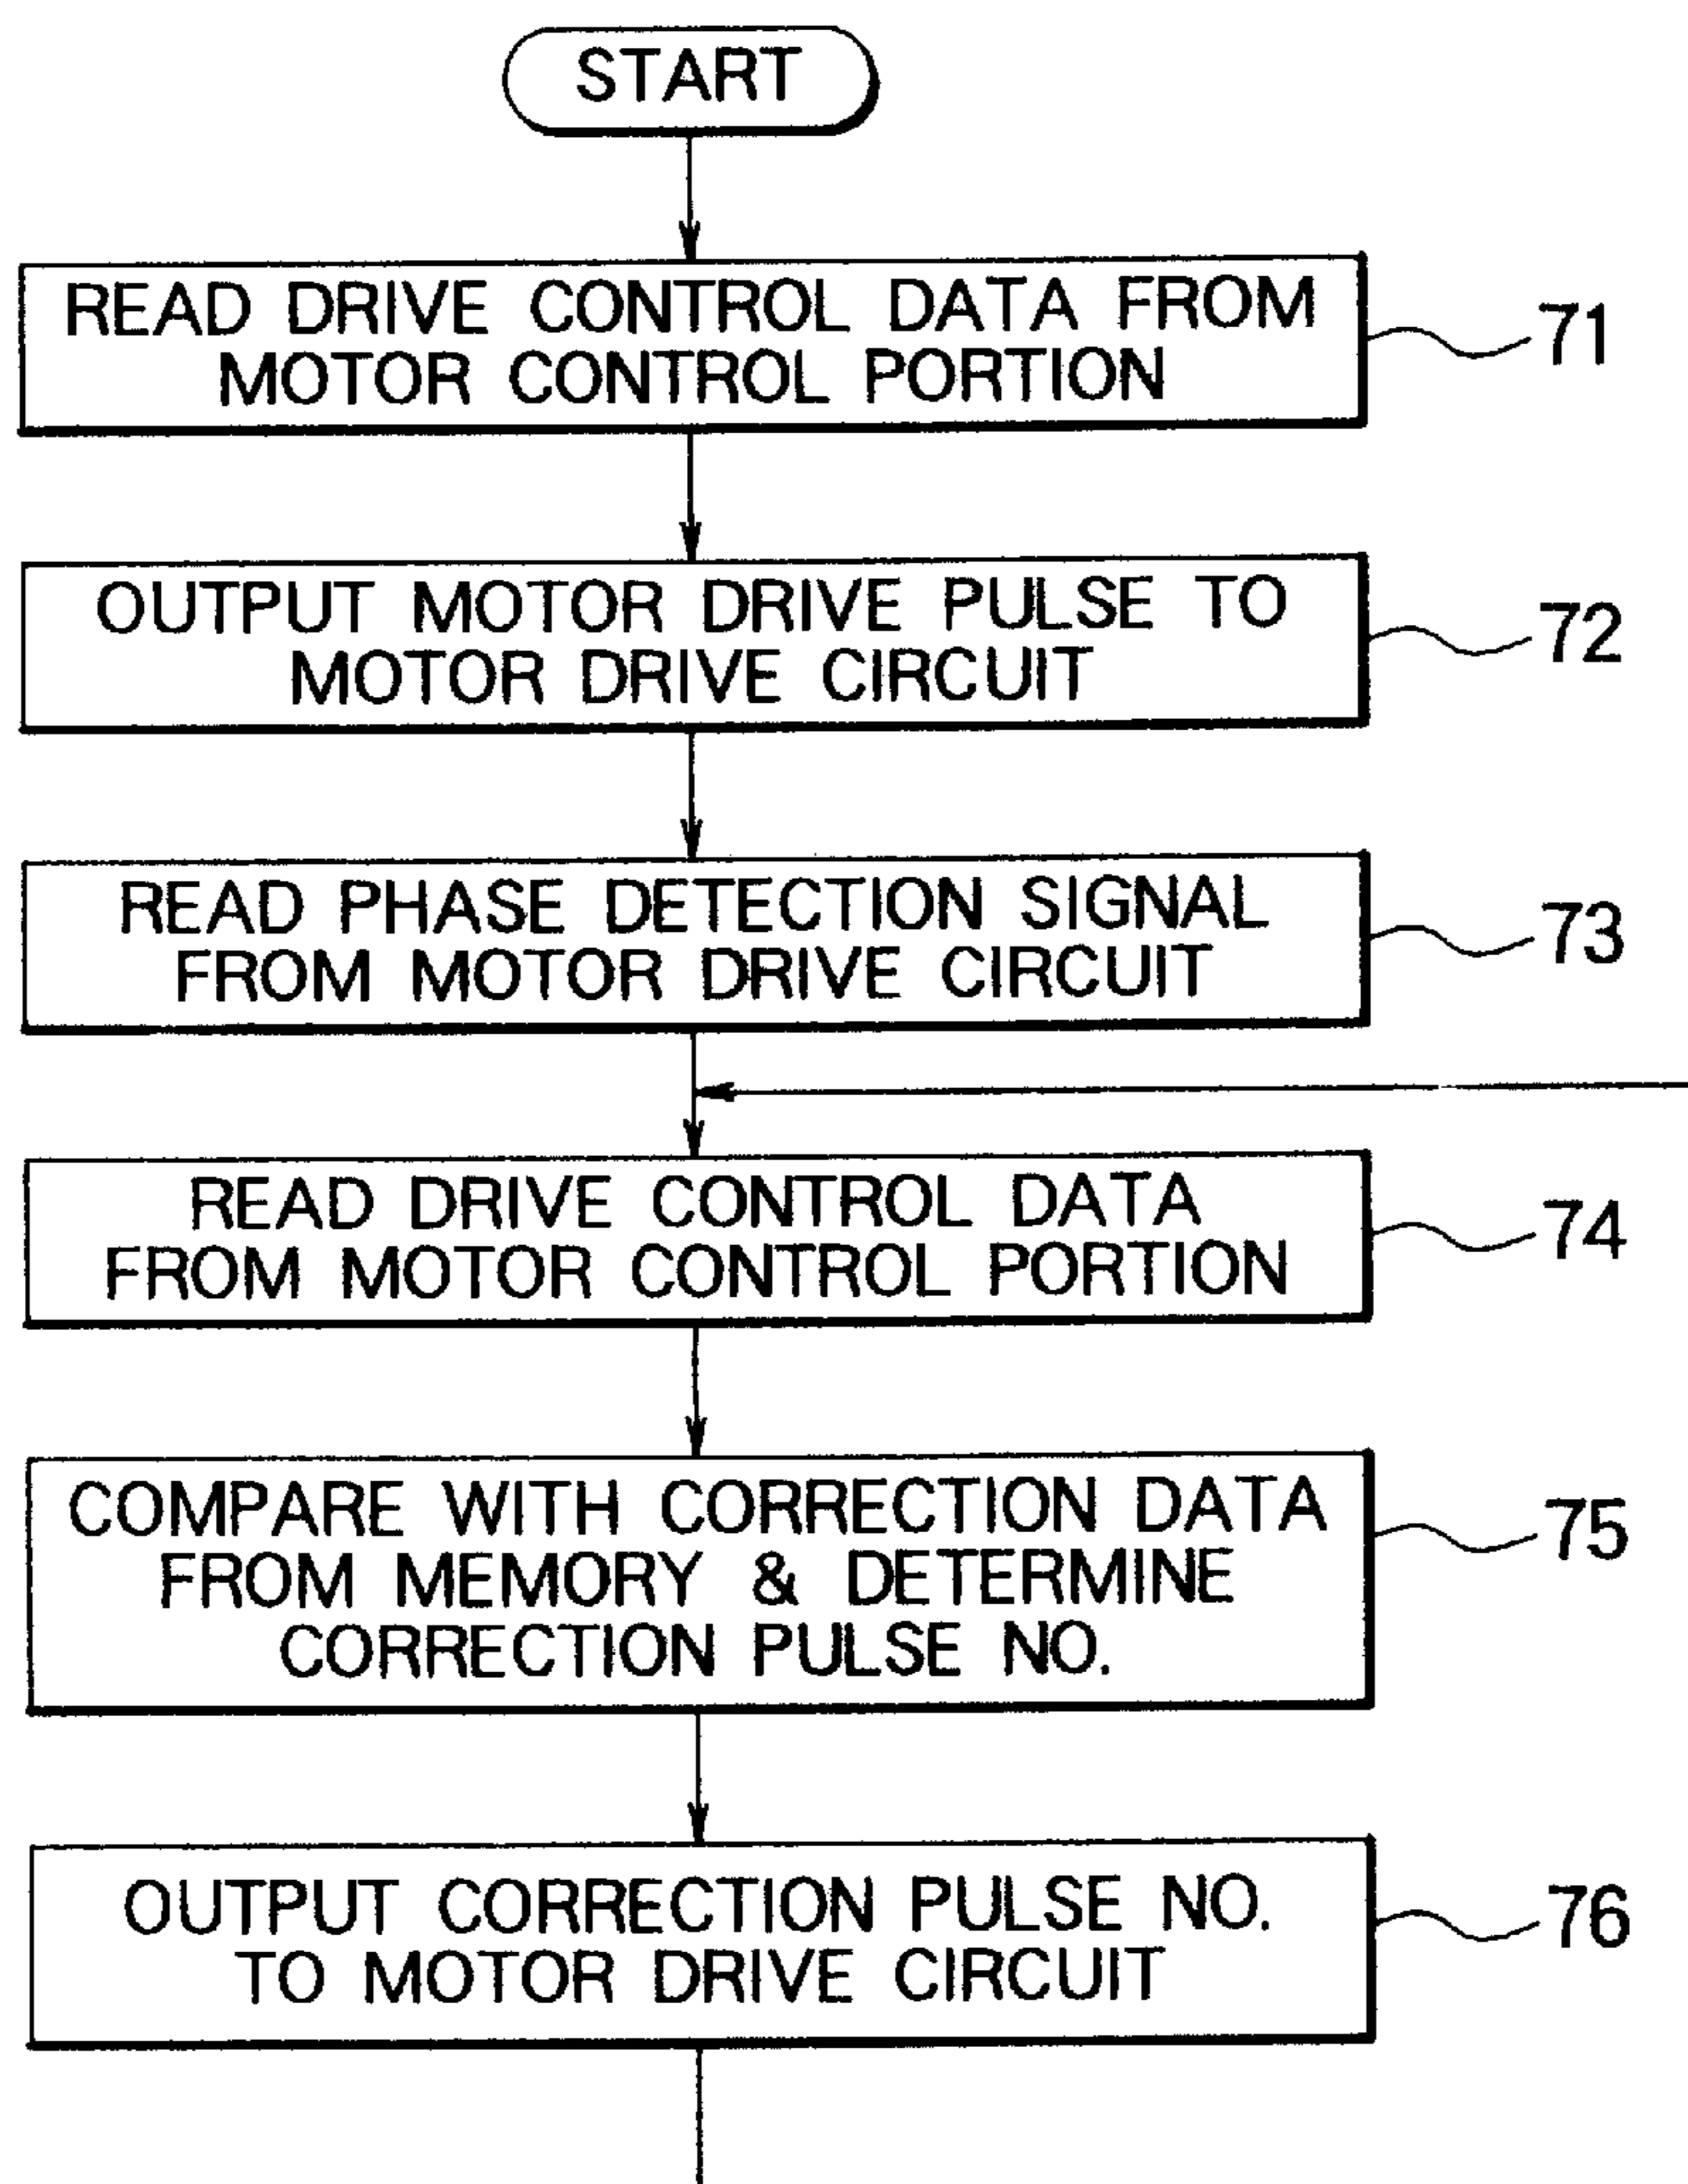 START
READ DRIVE CONTROL DATA FROM
MOTOR CONTROL PORTION
71
OUTPUT MOTOR DRIVE PULSE TO
MOTOR DRIVE CIRCUIT
72
READ PHASE DETECTION SIGNAL
FROM MOTOR DRIVE CIRCUIT
73
READ DRIVE CONTROL DATA
FROM MOTOR CONTROL PORTION
74
COMPARE WITH CORRECTION DATA
FROM MEMORY & DETERMINE
CORRECTION PULSE NO.
75
OUTPUT CORRECTION PULSE NO.
TO MOTOR DRIVE CIRCUIT
76